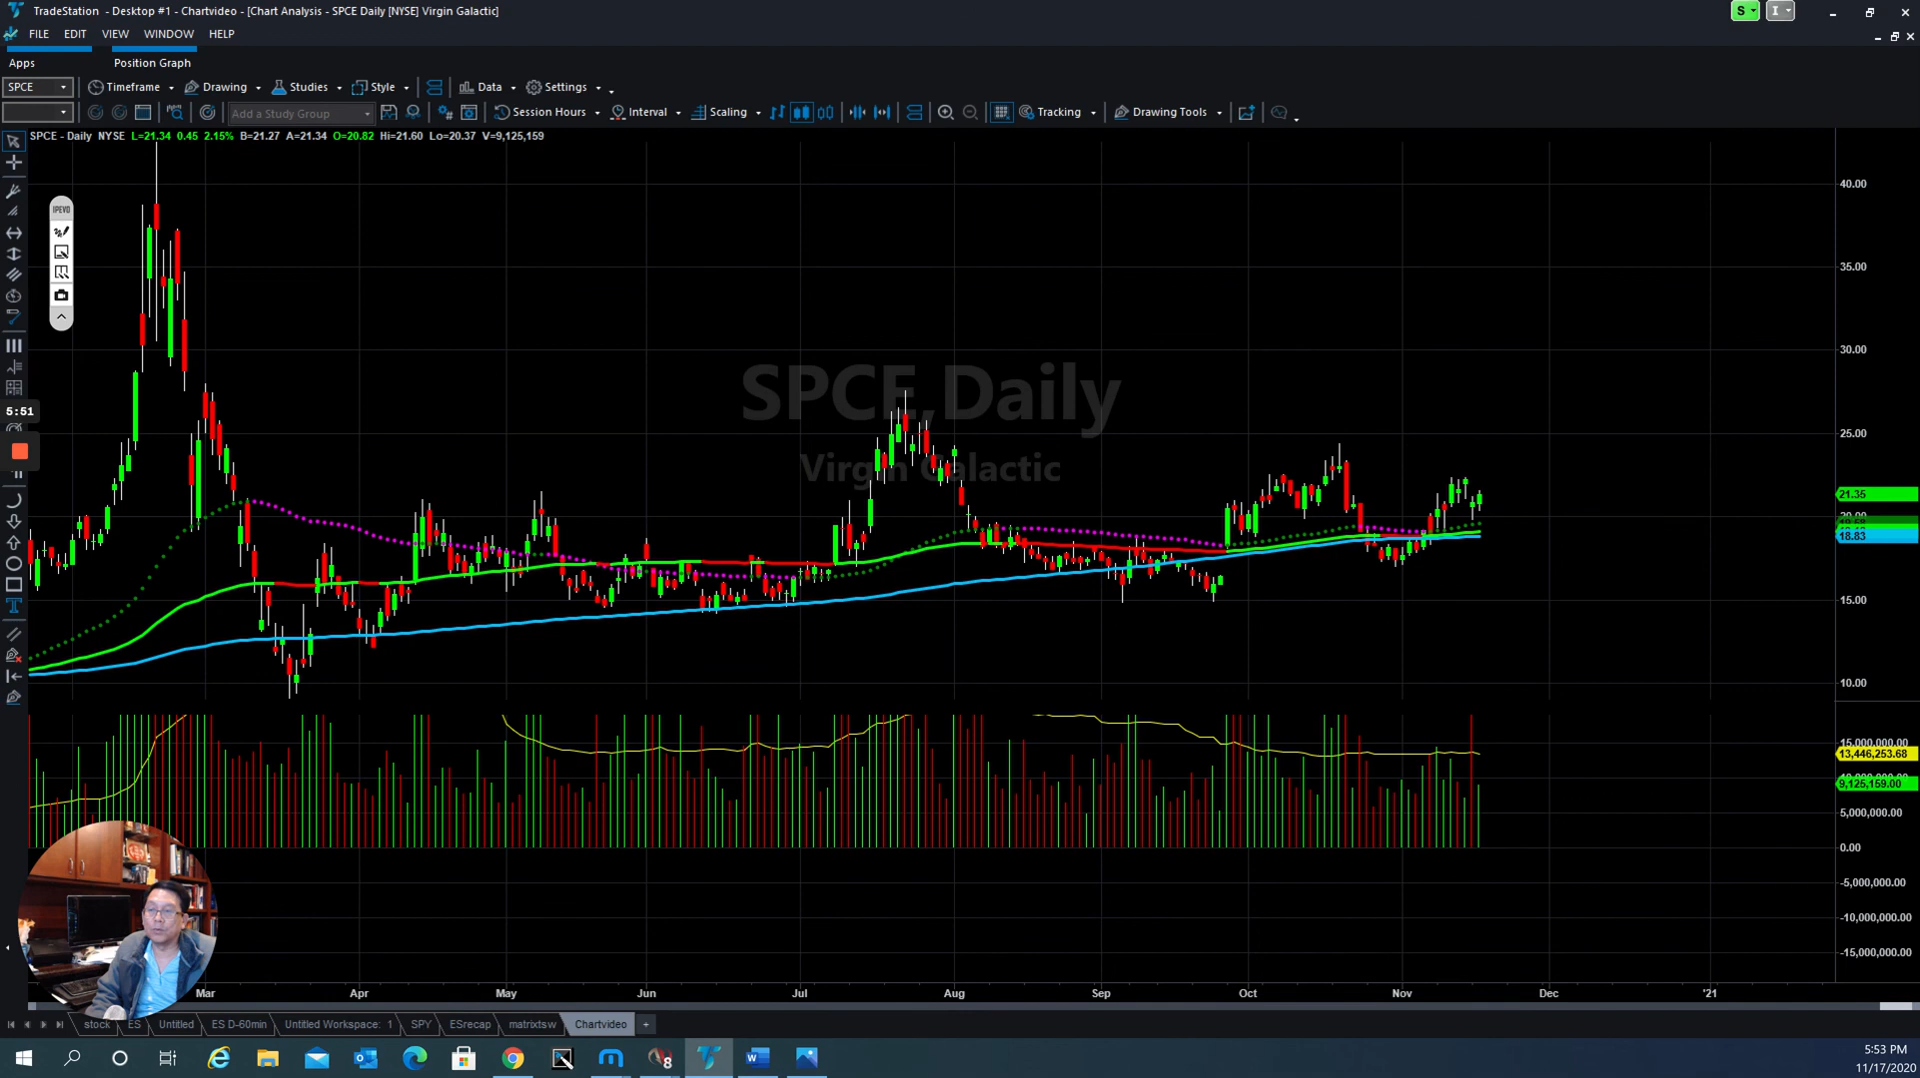 TradeStation - Desktop #1 - Chartvideo - [Chart Analysis - SPCE Daily [NYSE] Virgin Galactic]
S
I
FILE EDIT VIEW WINDOW HELP
Apps Position Graph
SPCE Timeframe Drawing Studies Style Data Settings
Add a Study Group Session Hours Interval Scaling Tracking Drawing Tools
SPCE - Daily NYSE L=21.34 0.45 2.15% B=21.27 A=21.34 O=20.82 Hi=21.60 Lo=20.37 V=9,125,159
IPEVO
5:51
SPCE,Daily
Virgin Galactic
40.00
35.00
30.00
25.00
21.35
20.00
18.83
15.00
10.00
15,000,000.00
13,446,253.68
10,000,000.00
9,125,159.00
5,000,000.00
0.00
-5,000,000.00
-10,000,000.00
-15,000,000.00
Mar Apr May Jun Jul Aug Sep Oct Nov Dec '21
stock ES Untitled ES D-60min Untitled Workspace: 1 SPY ESrecap matrixtsw Chartvideo +
5:53 PM
11/17/2020